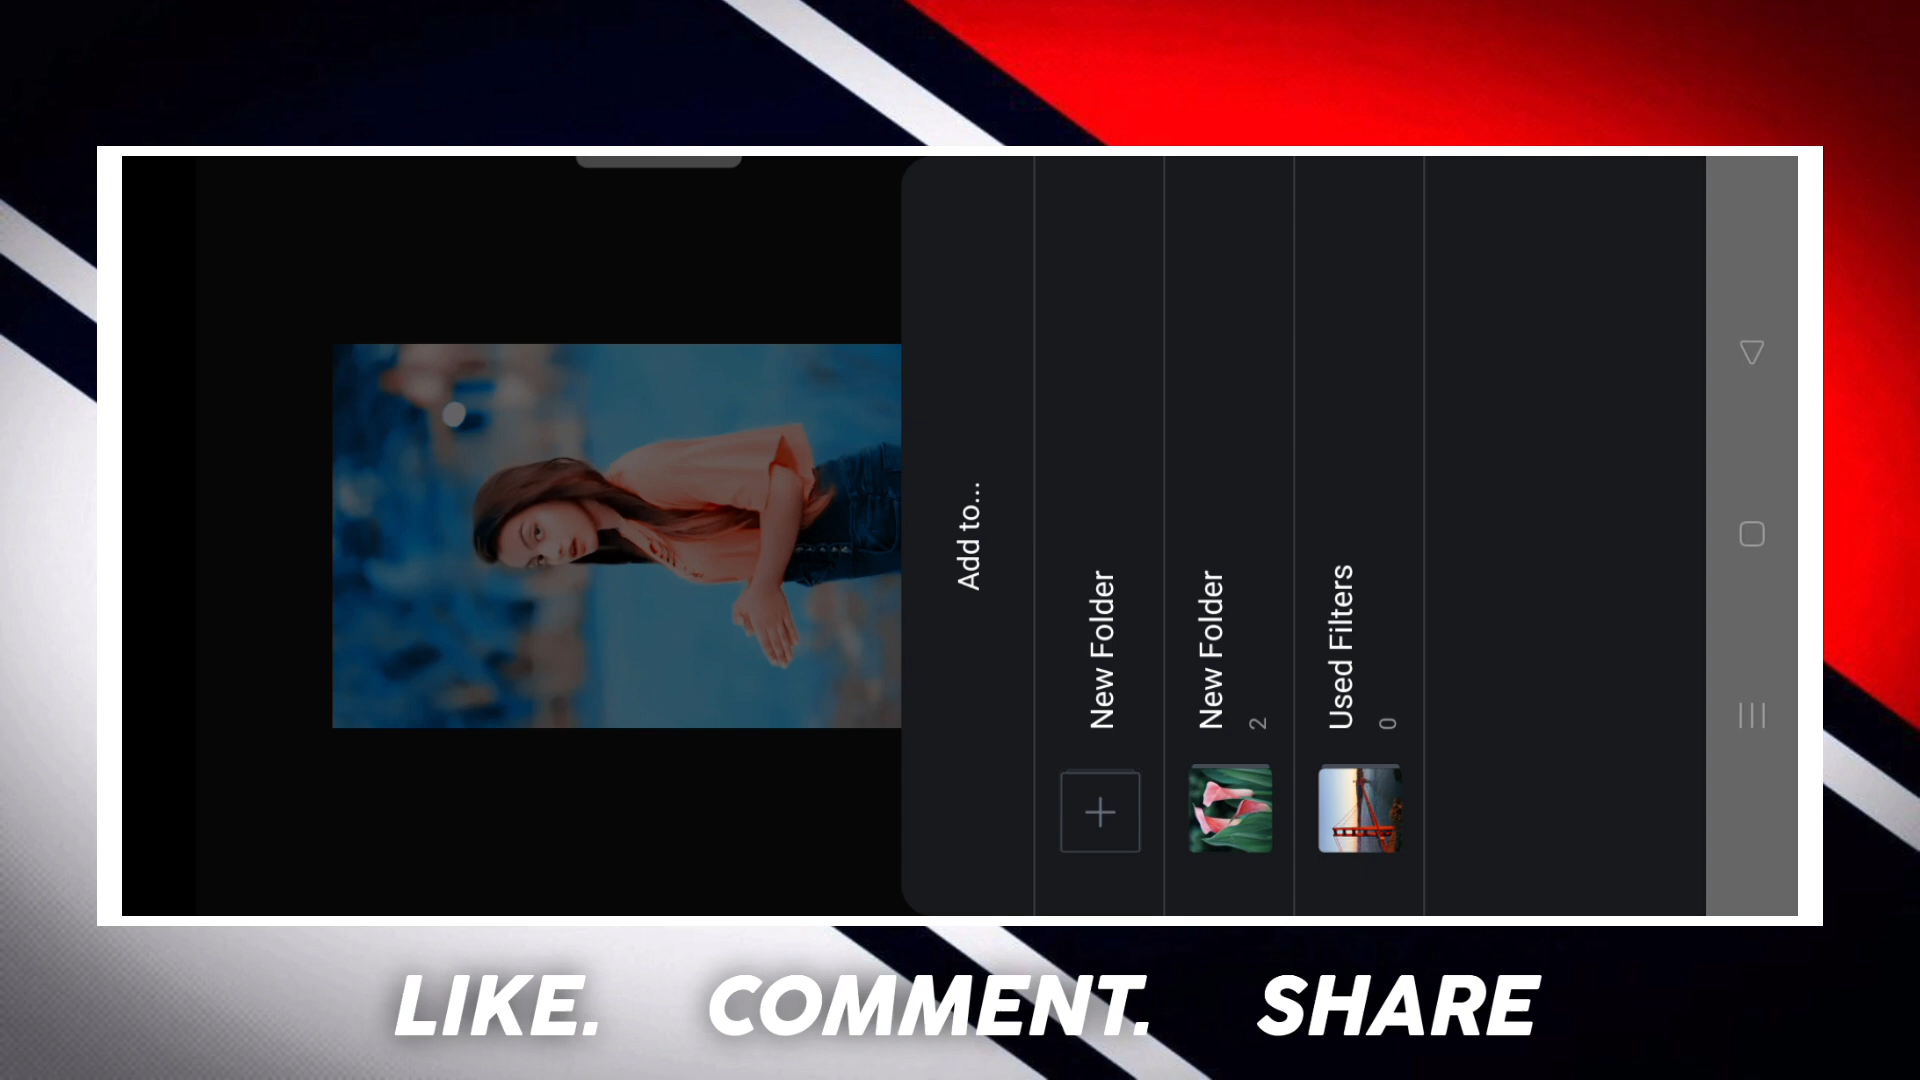 Add to...
New Folder
New Folder
2
Used Filters
0
LIKE. COMMENT. SHARE